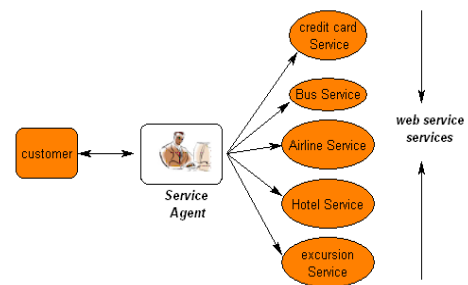 credit card
Service
Bus Service
web service
services
customer
Airline Service
Service
Agent
Hotel Service
excursion
Service